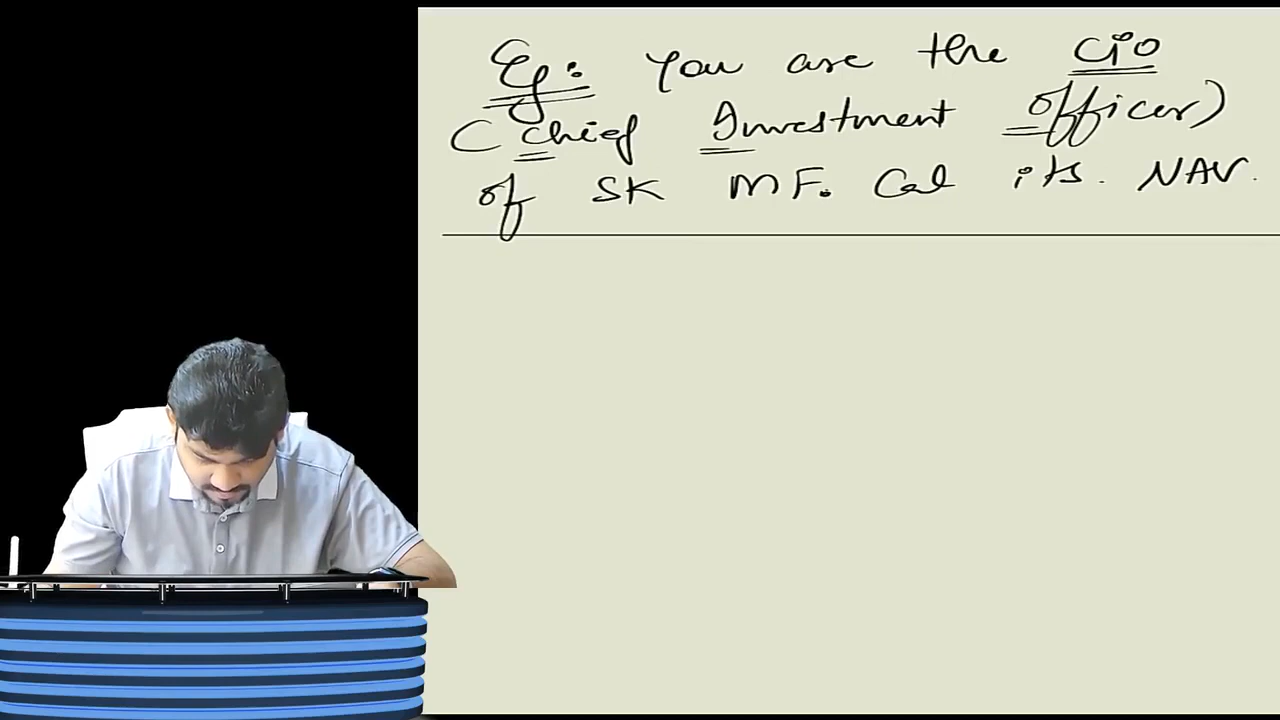 Eg: You are the CIO
(Chief Investment Officer)
of SK MF. Cal its. NAV.